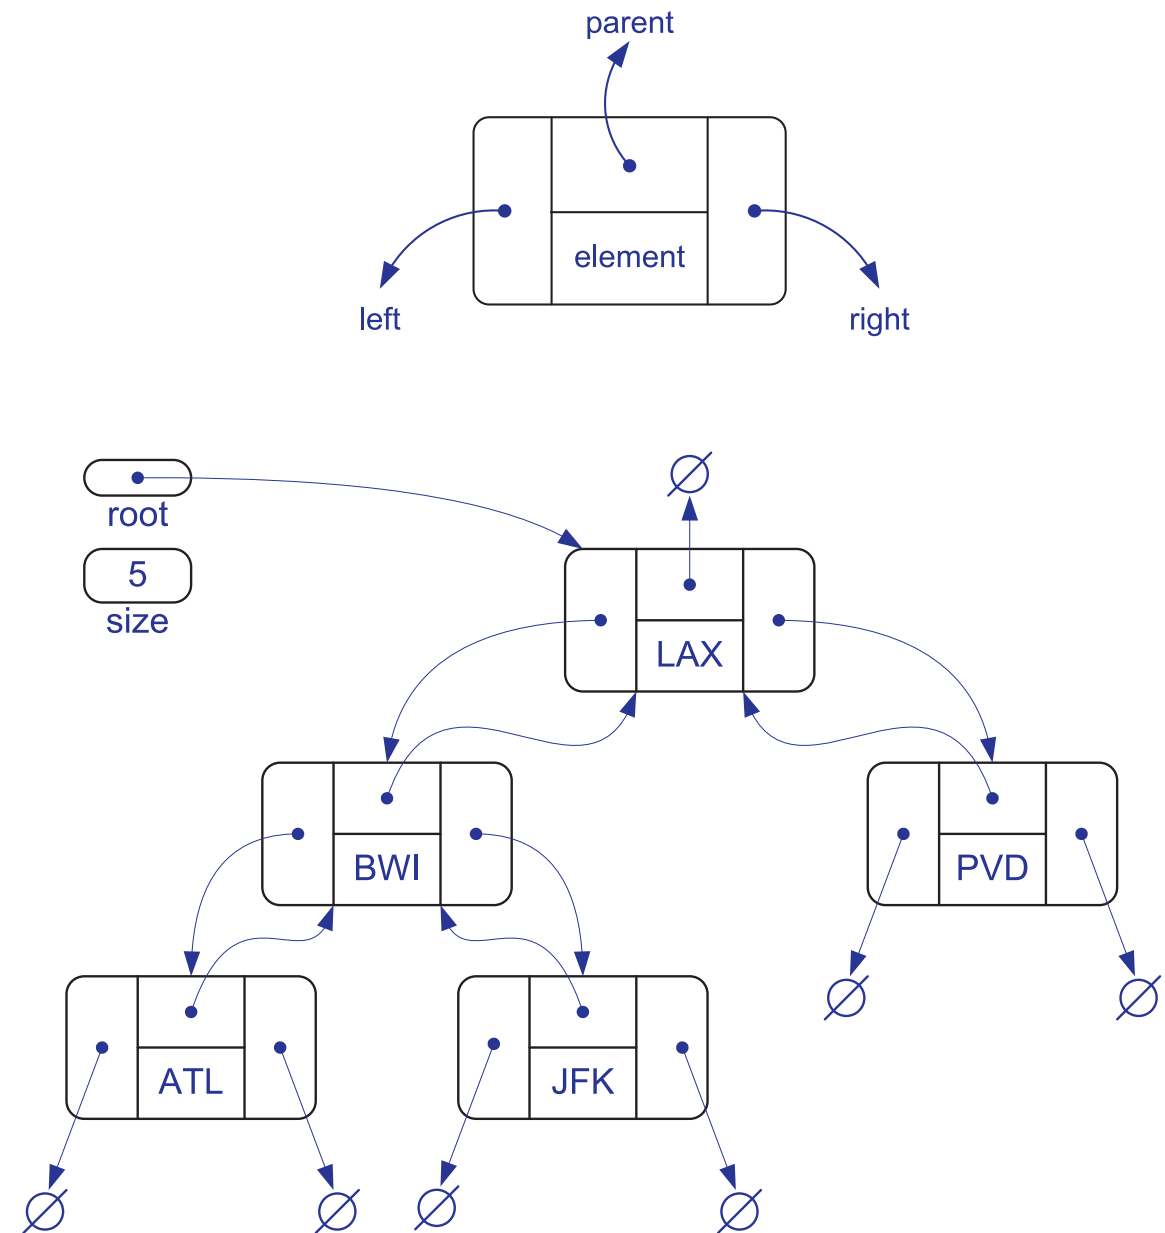 parent
element
left
right
root
5
size
LAX
BWI
PVD
ATL
JFK